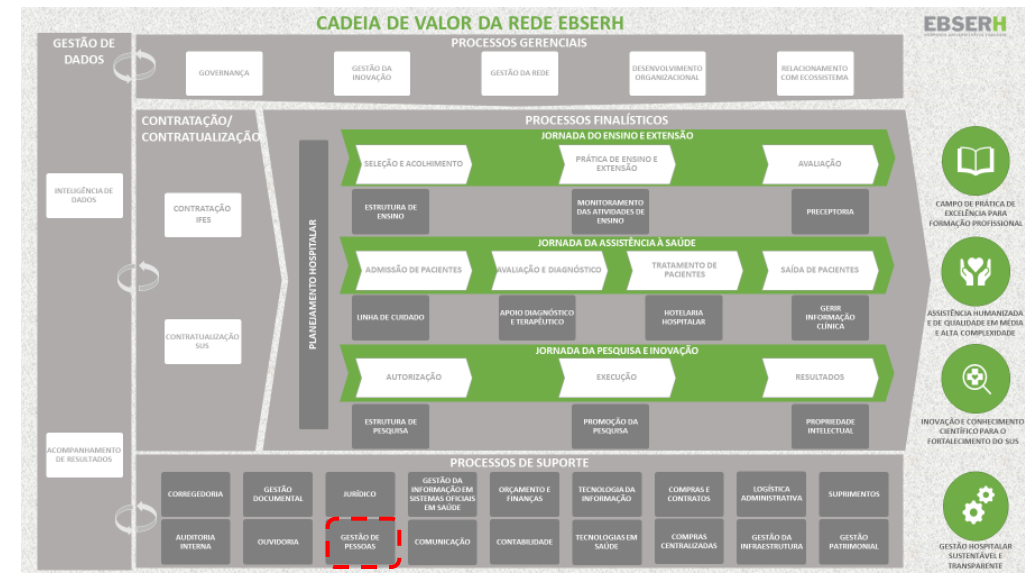 CADEIA DE VALOR DA REDE EBSERH
EBSERH
GESTÃO DE
DADOS
PROCESSOS GERENCIAIS
GOVERNANÇA
GESTÃO DA
INOVAÇÃO
GESTÃO DA REDE
DESENVOLVIMENTO
ORGANIZACIONAL
RELACIONAMENTO
COM ECOSSISTEMA
INTELIGÊNCIA DE
DADOS
ACOMPANHAMENTO
DE RESULTADOS
CONTRATAÇÃO/
CONTRATUALIZAÇÃO
CONTRATAÇÃO
IFES
CONTRATUALIZAÇÃO
SUS
PROCESSOS FINALÍSTICOS
PLANEJAMENTO HOSPITALAR
JORNADA DO ENSINO E EXTENSÃO
SELEÇÃO E ACOLHIMENTO
PRÁTICA DE ENSINO E
EXTENSÃO
AVALIAÇÃO
ESTRUTURA DE
ENSINO
MONITORAMENTO
DAS ATIVIDADES DE
ENSINO
PRECEPTORIA
JORNADA DA ASSISTÊNCIA À SAÚDE
ADMISSÃO DE PACIENTES
AVALIAÇÃO E DIAGNÓSTICO
TRATAMENTO DE
PACIENTES
SAÍDA DE PACIENTES
LINHA DE CUIDADO
APOIO DIAGNÓSTICO
E TERAPÊUTICO
HOTELARIA
HOSPITALAR
GERIR
INFORMAÇÃO
CLÍNICA
JORNADA DA PESQUISA E INOVAÇÃO
AUTORIZAÇÃO
EXECUÇÃO
RESULTADOS
ESTRUTURA DE
PESQUISA
PROMOÇÃO DA
PESQUISA
PROPRIEDADE
INTELECTUAL
PROCESSOS DE SUPORTE
CORREGEDORIA
GESTÃO
DOCUMENTAL
JURÍDICO
GESTÃO DA
INFORMAÇÃO EM
SISTEMAS OFICIAIS
EM SAÚDE
ORÇAMENTO E
FINANÇAS
TECNOLOGIA DA
INFORMAÇÃO
COMPRAS E
CONTRATOS
LOGÍSTICA
ADMINISTRATIVA
SUPRIMENTOS
AUDITORIA
INTERNA
OUVIDORIA
GESTÃO DE
PESSOAS
COMUNICAÇÃO
CONTABILIDADE
TECNOLOGIAS EM
SAÚDE
COMPRAS
CENTRALIZADAS
GESTÃO DA
INFRAESTRUTURA
GESTÃO
PATRIMONIAL
CAMPO DE PRÁTICA DE
EXCELÊNCIA PARA
FORMAÇÃO PROFISSIONAL
ASSISTÊNCIA HUMANIZADA
E DE QUALIDADE EM MÉDIA
E ALTA COMPLEXIDADE
INOVAÇÃO E CONHECIMENTO
CIENTÍFICO PARA O
FORTALECIMENTO DO SUS
GESTÃO HOSPITALAR
SUSTENTÁVEL E
TRANSPARENTE